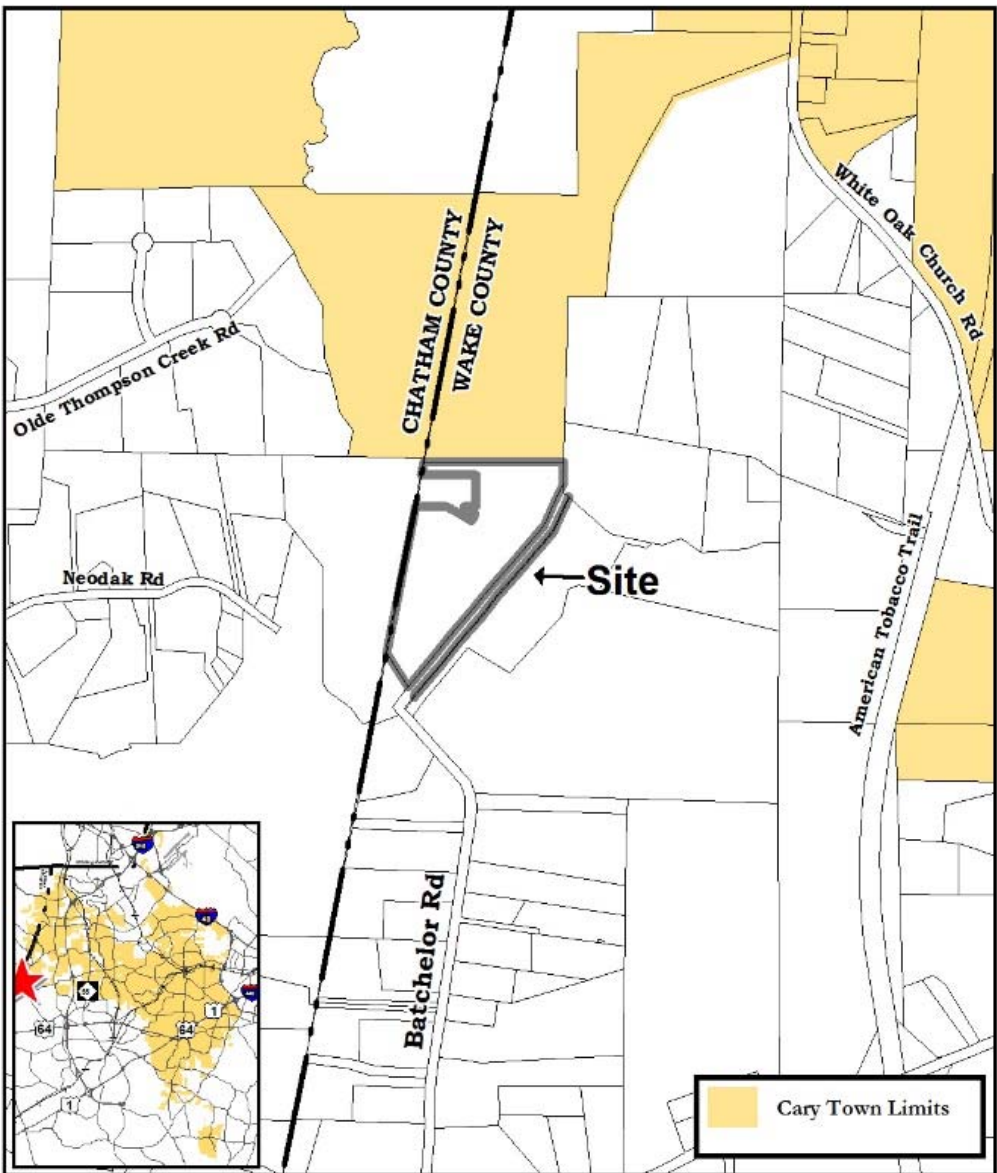 White Oak Church Rd
CHATHAM COUNTY
WAKE COUNTY
Olde Thompson Creek Rd
Neodak Rd
Site
American Tobacco Trail
Batchelor Rd
64
64
1
1
Cary Town Limits